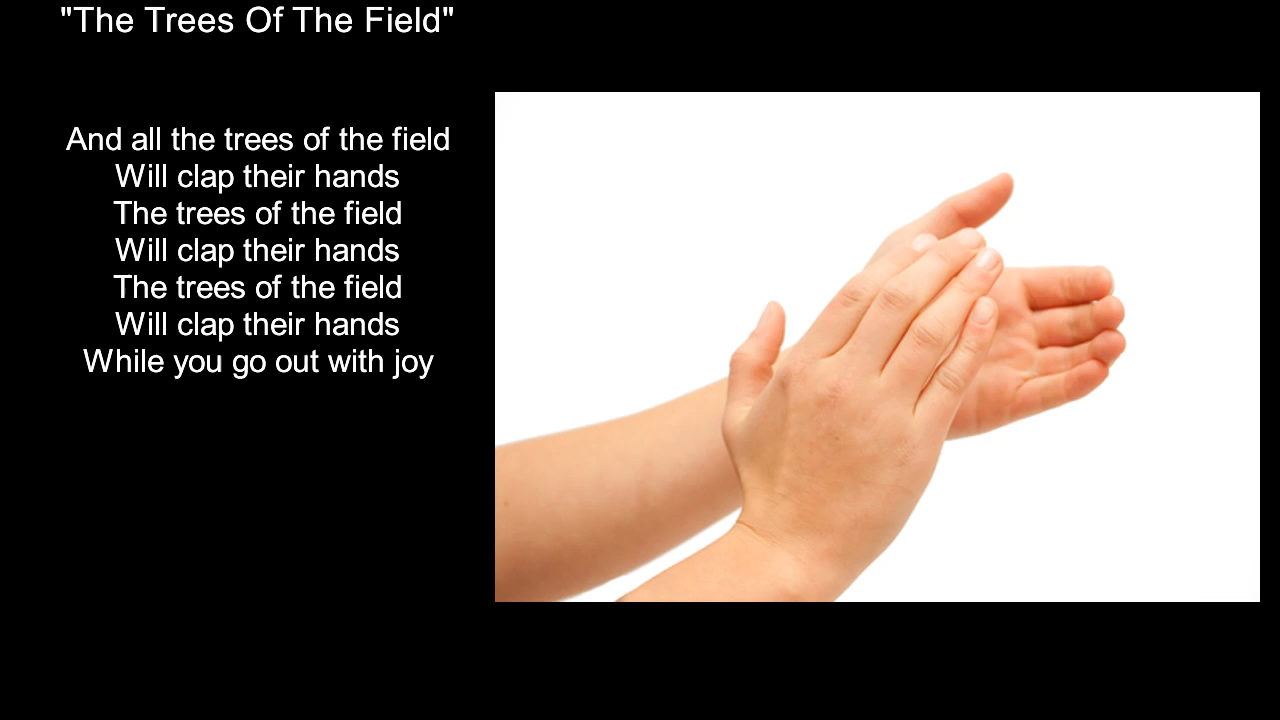 "The Trees Of The Field"
And all the trees of the field
Will clap their hands
The trees of the field
Will clap their hands
The trees of the field
Will clap their hands
While you go out with joy